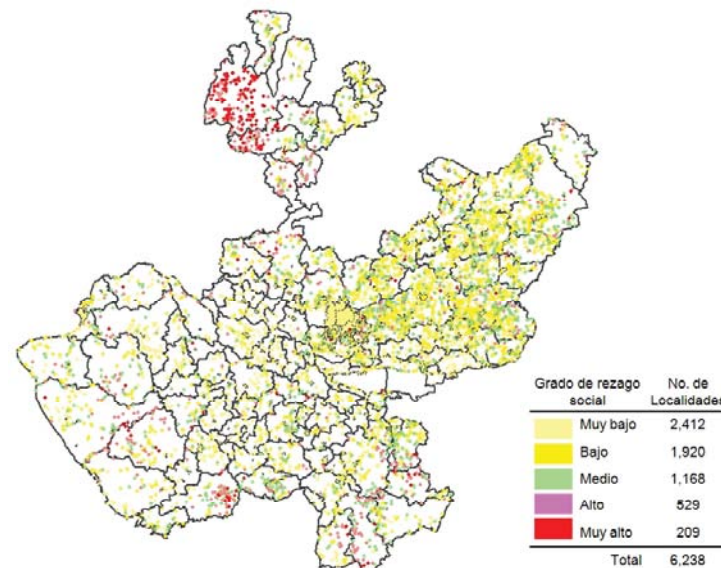 Grado de rezago social No. de Localidades
Muy bajo 2,412
Bajo 1,920
Medio 1,168
Alto 529
Muy alto 209
Total 6,238